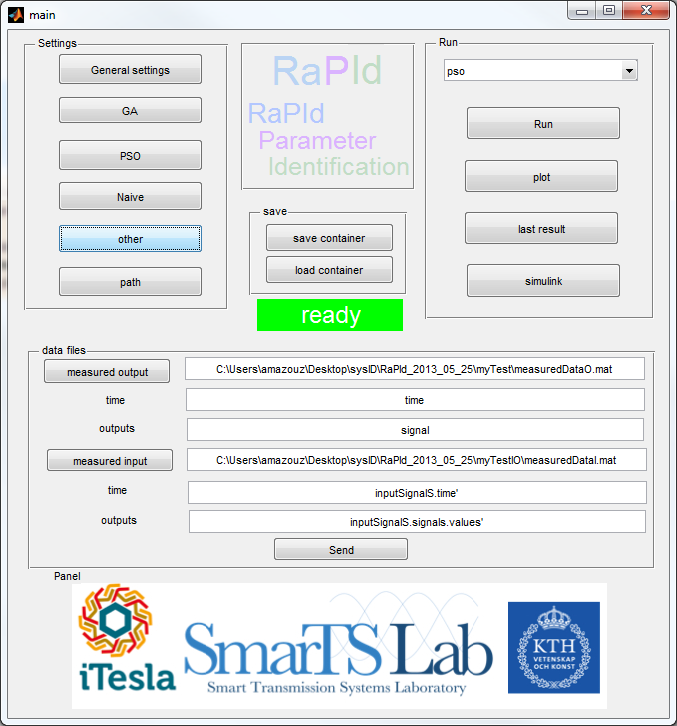 main
Settings
General settings
GA
PSO
Naive
other
path
RaPId
RaPId
Parameter
Identification
save
save container
load container
ready
Run
pso
Run
plot
last result
simulink
data files
measured output
C:\Users\amazouz\Desktop\sysID\RaPId_2013_05_25\myTest\measuredDataO.mat
time
time
outputs
signal
measured input
C:\Users\amazouz\Desktop\sysID\RaPId_2013_05_25\myTestIO\measuredDataI.mat
time
inputSignalS.time'
outputs
inputSignalS.signals.values'
Send
Panel
iTesla
SmarTS Lab
Smart Transmission Systems Laboratory
KTH
VETENSKAP
OCH KONST